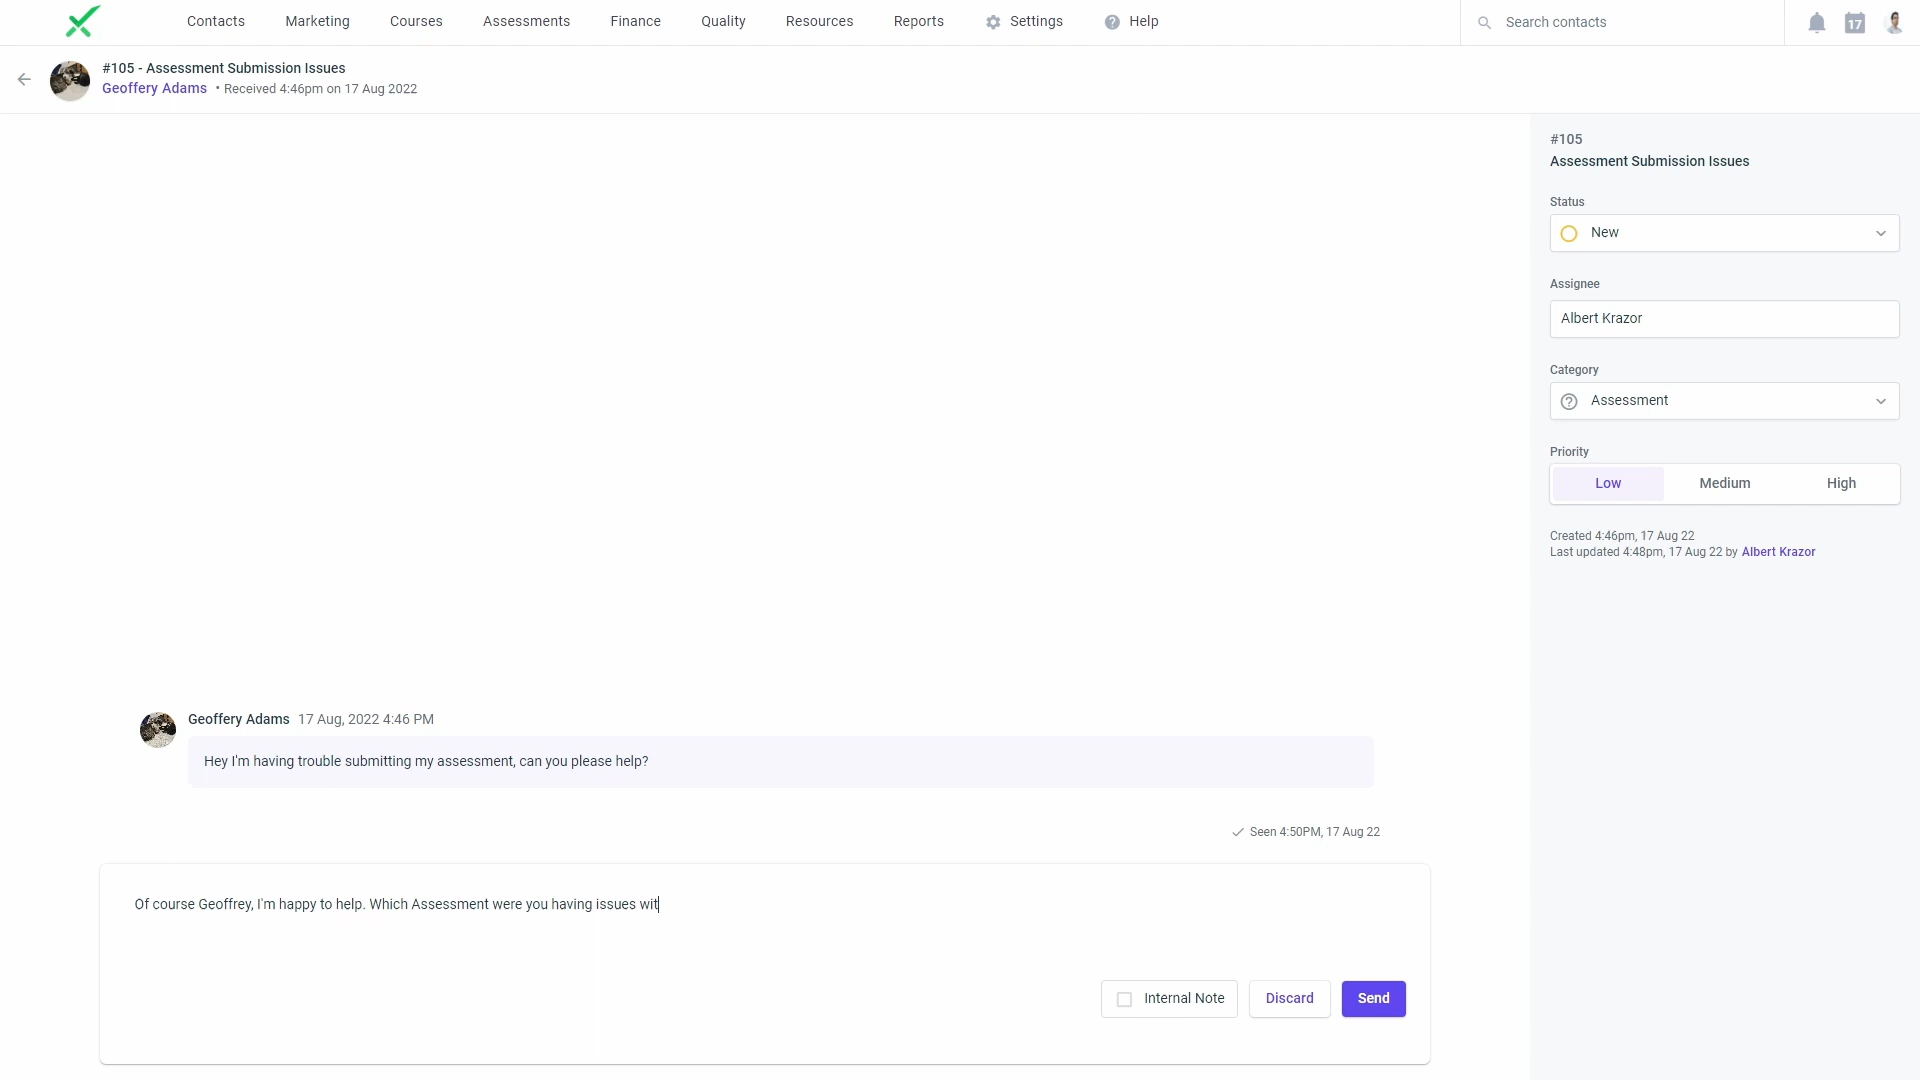 Contacts Marketing Courses Assessments Finance Quality Resources Reports Settings Help Search contacts 17
#105 - Assessment Submission Issues
Geoffery Adams • Received 4:46pm on 17 Aug 2022
#105
Assessment Submission Issues
Status
New
Assignee
Albert Krazor
Category
Assessment
Priority
Low Medium High
Created 4:46pm, 17 Aug 22
Last updated 4:48pm, 17 Aug 22 by Albert Krazor
Geoffery Adams 17 Aug, 2022 4:46 PM
Hey I'm having trouble submitting my assessment, can you please help?
Seen 4:50PM, 17 Aug 22
Of course Geoffrey, I'm happy to help. Which Assessment were you having issues wit
Internal Note Discard Send